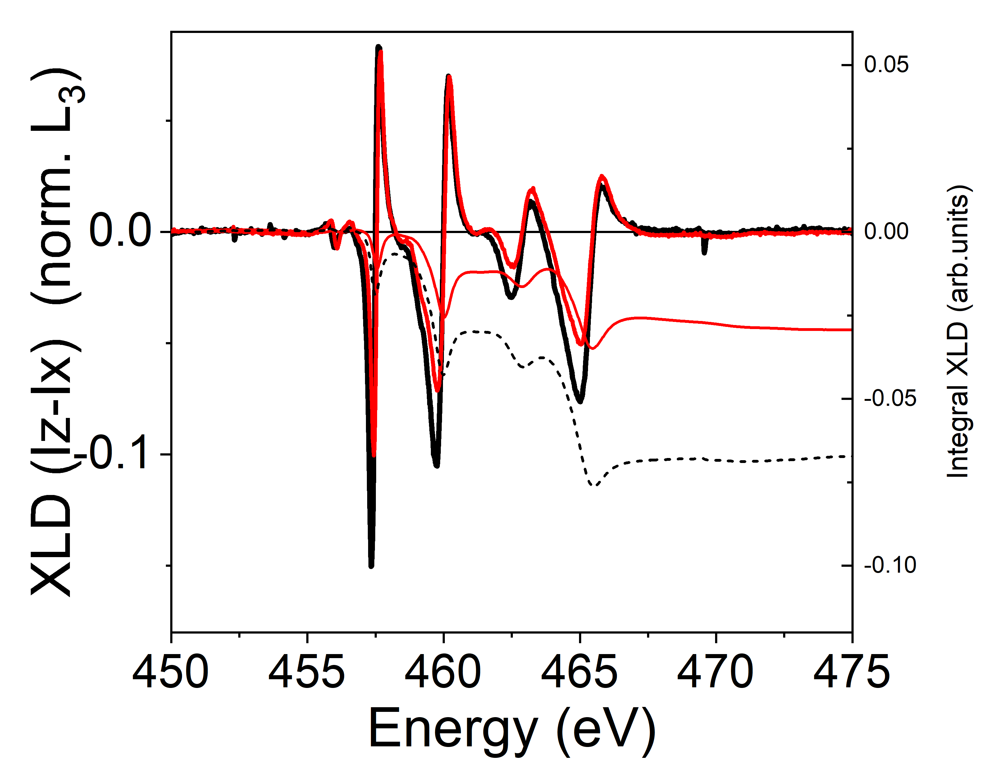 XLD (Iz-Ix) (norm. L3)
0.0
-0.1
0.05
0.00
-0.05
-0.10
Integral XLD (arb.units)
450 455 460 465 470 475
Energy (eV)